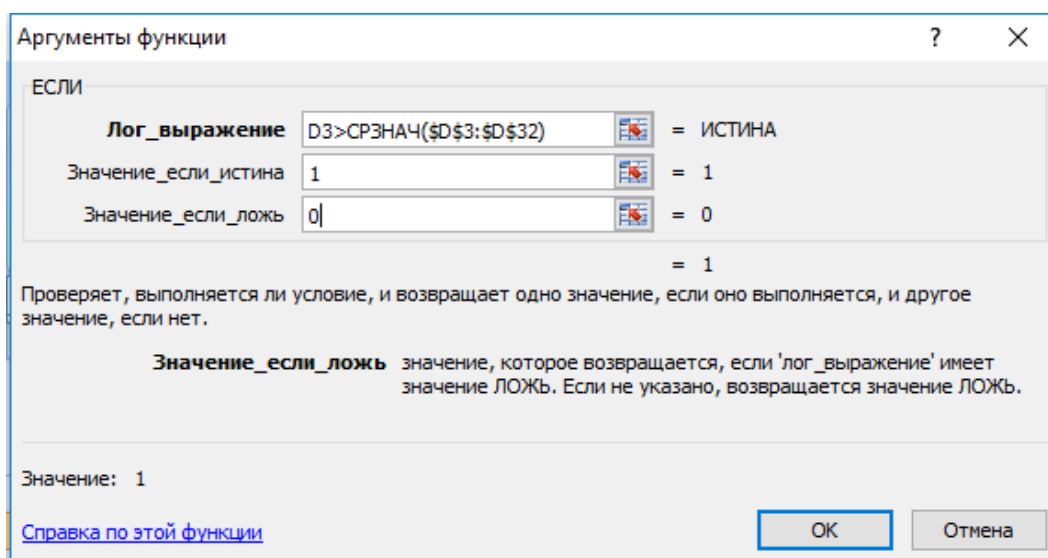 Аргументы функции ? ×
ЕСЛИ
Лог_выражение D3>СРЗНАЧ($D$3:$D$32) = ИСТИНА
Значение_если_истина 1 = 1
Значение_если_ложь 0 = 0
= 1
Проверяет, выполняется ли условие, и возвращает одно значение, если оно выполняется, и другое
значение, если нет.
Значение_если_ложь значение, которое возвращается, если 'лог_выражение' имеет
значение ЛОЖЬ. Если не указано, возвращается значение ЛОЖЬ.
Значение: 1
Справка по этой функции OK Отмена